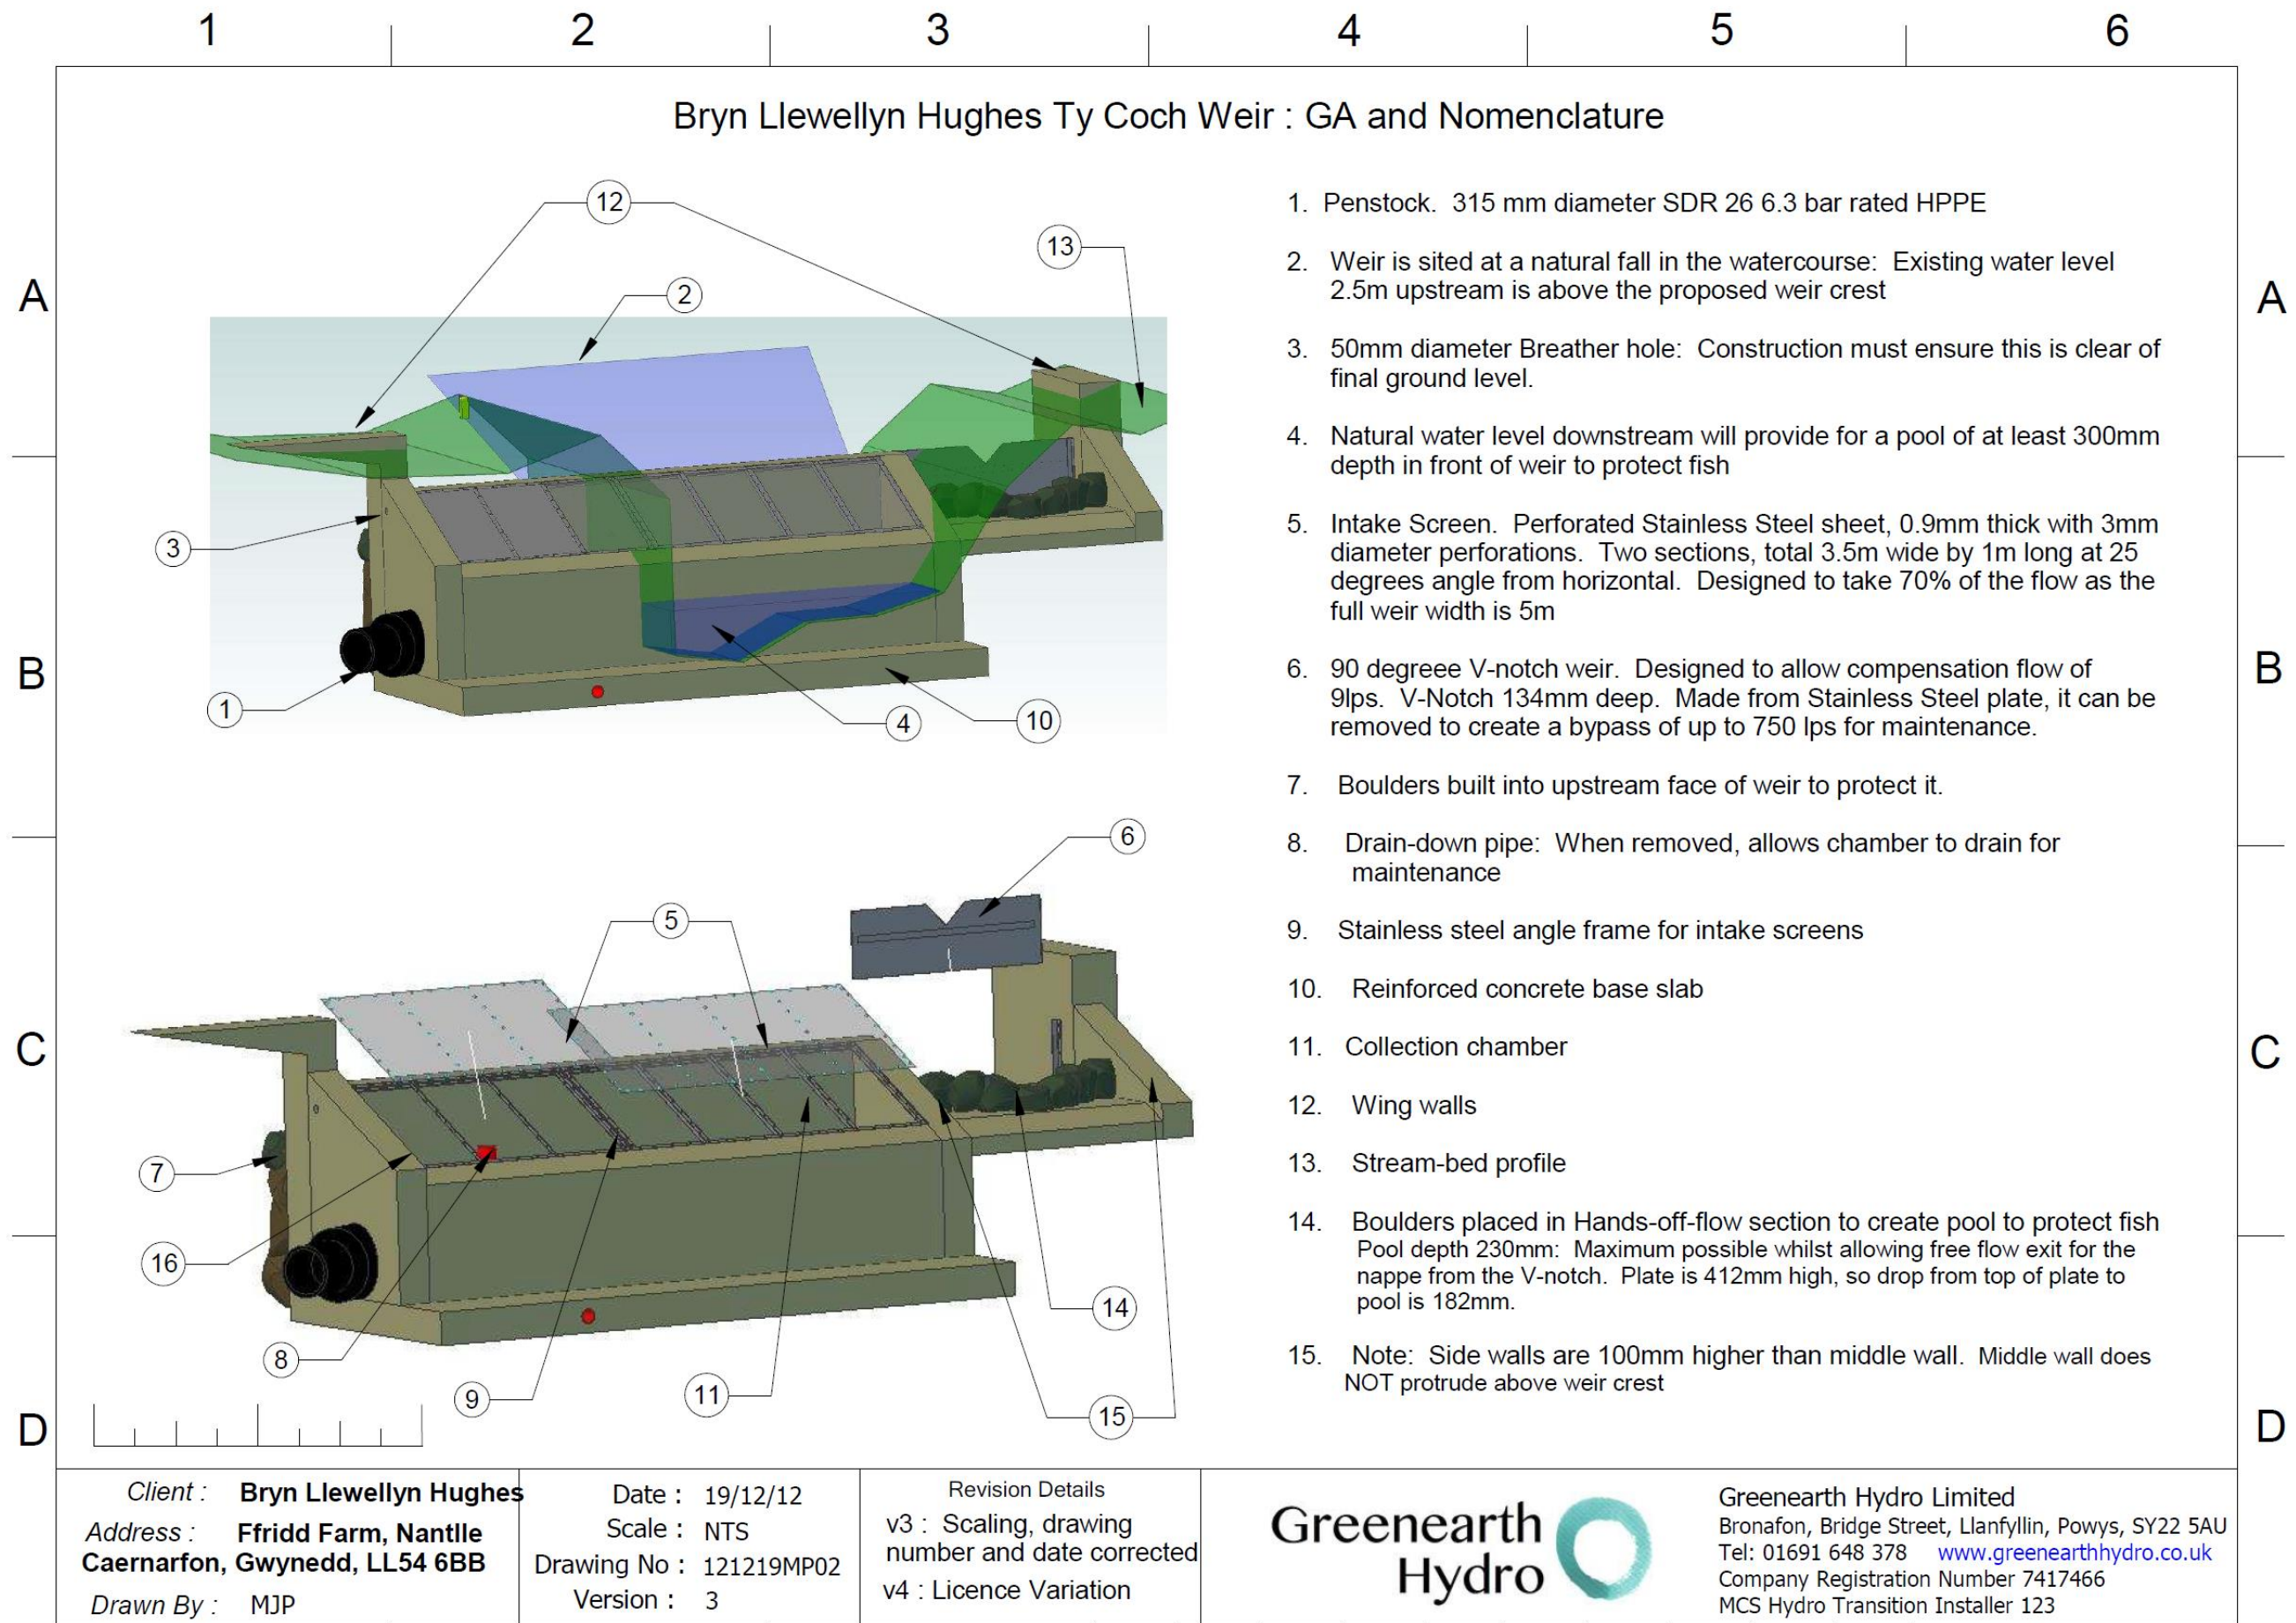 1 2 3 4 5 6
Bryn Llewellyn Hughes Ty Coch Weir : GA and Nomenclature
A
A
B
B
C
C
D
D
12
13
2
3
1
4
10
6
5
7
16
8
9
11
14
15
1. Penstock. 315 mm diameter SDR 26 6.3 bar rated HPPE
2. Weir is sited at a natural fall in the watercourse: Existing water level
2.5m upstream is above the proposed weir crest
3. 50mm diameter Breather hole: Construction must ensure this is clear of
final ground level.
4. Natural water level downstream will provide for a pool of at least 300mm
depth in front of weir to protect fish
5. Intake Screen. Perforated Stainless Steel sheet, 0.9mm thick with 3mm
diameter perforations. Two sections, total 3.5m wide by 1m long at 25
degrees angle from horizontal. Designed to take 70% of the flow as the
full weir width is 5m
6. 90 degreee V-notch weir. Designed to allow compensation flow of
9lps. V-Notch 134mm deep. Made from Stainless Steel plate, it can be
removed to create a bypass of up to 750 lps for maintenance.
7. Boulders built into upstream face of weir to protect it.
8. Drain-down pipe: When removed, allows chamber to drain for
maintenance
9. Stainless steel angle frame for intake screens
10. Reinforced concrete base slab
11. Collection chamber
12. Wing walls
13. Stream-bed profile
14. Boulders placed in Hands-off-flow section to create pool to protect fish
Pool depth 230mm: Maximum possible whilst allowing free flow exit for the
nappe from the V-notch. Plate is 412mm high, so drop from top of plate to
pool is 182mm.
15. Note: Side walls are 100mm higher than middle wall. Middle wall does
NOT protrude above weir crest
Client : Bryn Llewellyn Hughes
Address : Ffridd Farm, Nantlle
Caernarfon, Gwynedd, LL54 6BB
Drawn By : MJP
Date : 19/12/12
Scale : NTS
Drawing No : 121219MP02
Version : 3
Revision Details
v3 : Scaling, drawing
number and date corrected
v4 : Licence Variation
Greenearth
Hydro
Greenearth Hydro Limited
Bronafon, Bridge Street, Llanfyllin, Powys, SY22 5AU
Tel: 01691 648 378 www.greenearthhydro.co.uk
Company Registration Number 7417466
MCS Hydro Transition Installer 123